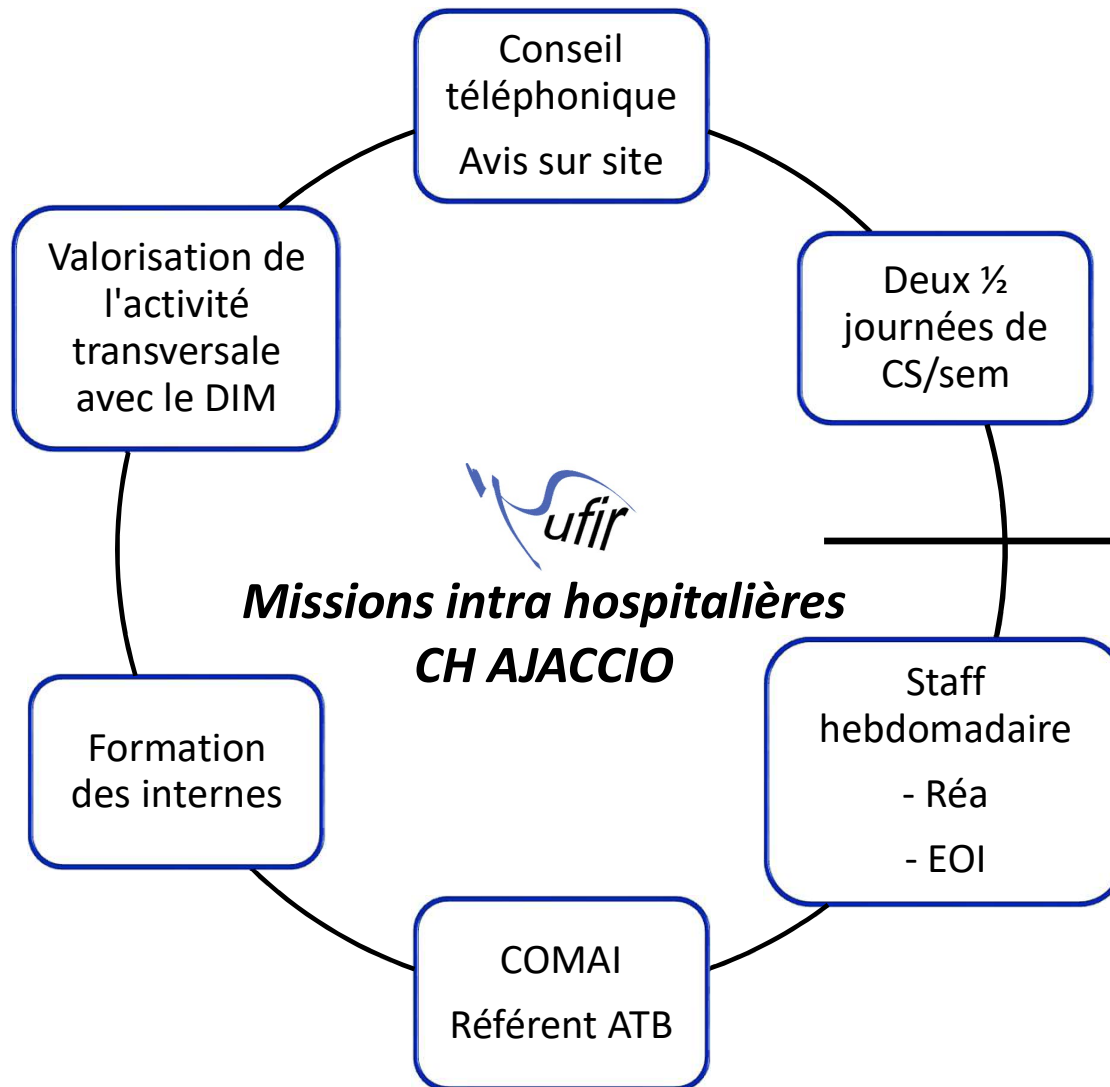 Conseil
téléphonique
Avis sur site
Deux ½
journées de
CS/sem
Staff
hebdomadaire
- Réa
- EOI
COMAI
Référent ATB
Formation
des internes
Valorisation de
l'activité
transversale
avec le DIM
ufir
Missions intra hospitalières
CH AJACCIO